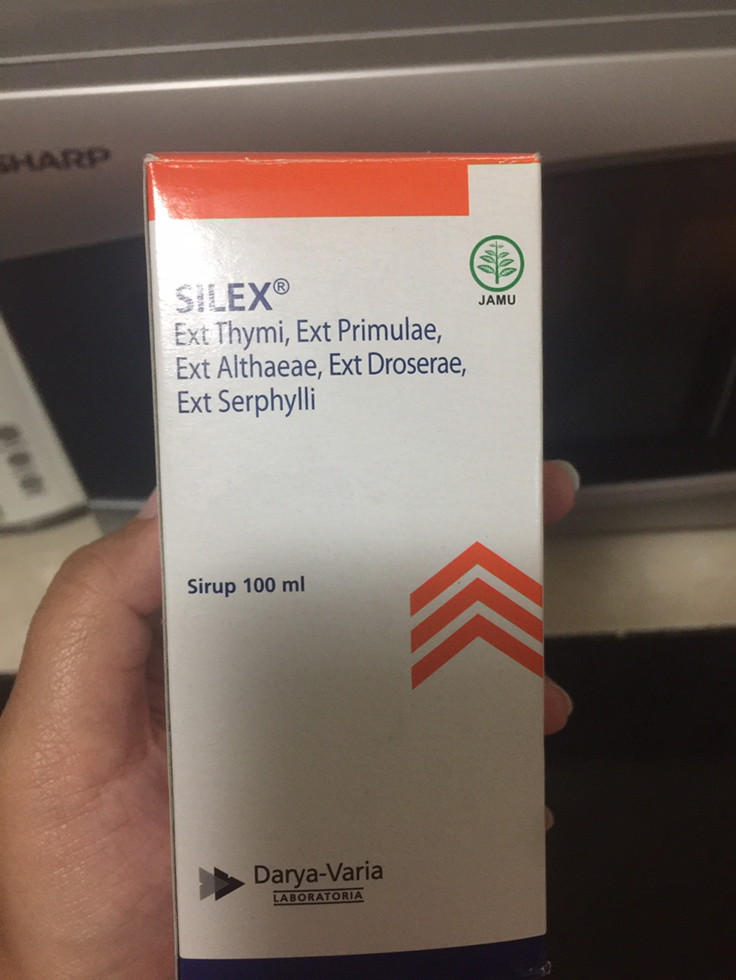 SHARP
JAMU
SILEX®
Ext Thymi, Ext Primulae,
Ext Althaeae, Ext Droserae,
Ext Serphylli
Sirup 100 ml
Darya-Varia
LABORATORIA